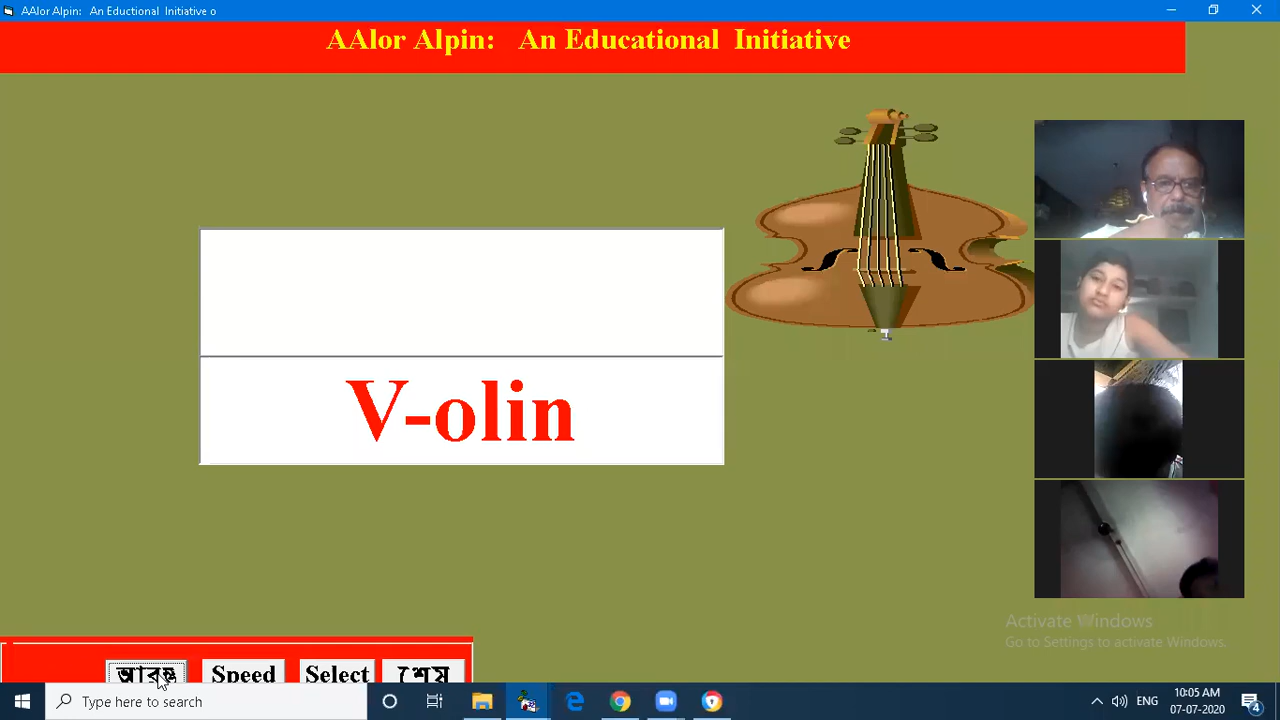 AAlor Alpin:   An Eductional  Initiative o
AAlor Alpin:   An Educational  Initiative
V-olin
Activate Windows
Go to Settings to activate Windows.
আরম্ভ Speed Select শেষ
Type here to search
ENG
10:05 AM
07-07-2020
4